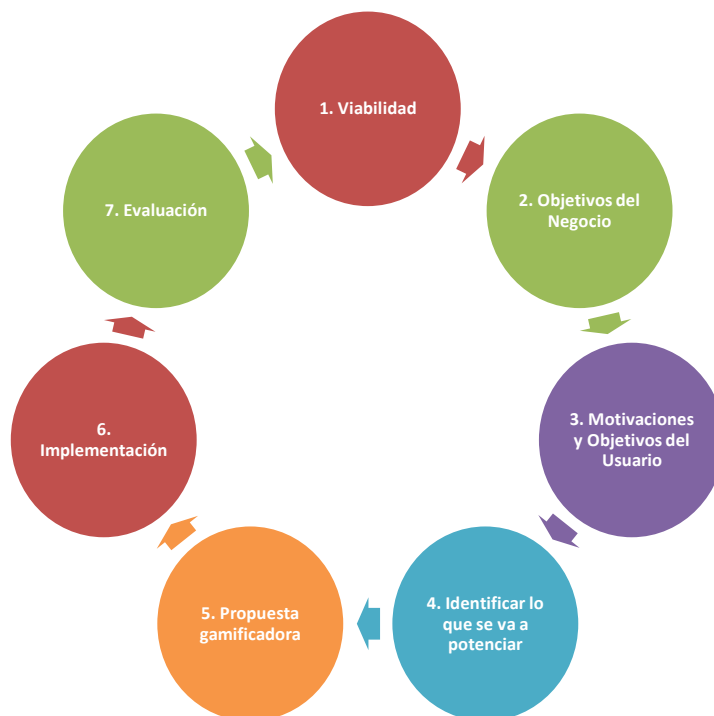 1. Viabilidad
2. Objetivos del
Negocio
3. Motivaciones
y Objetivos del
Usuario
4. Identificar lo
que se va a
potenciar
5. Propuesta
gamificadora
6.
Implementación
7. Evaluación